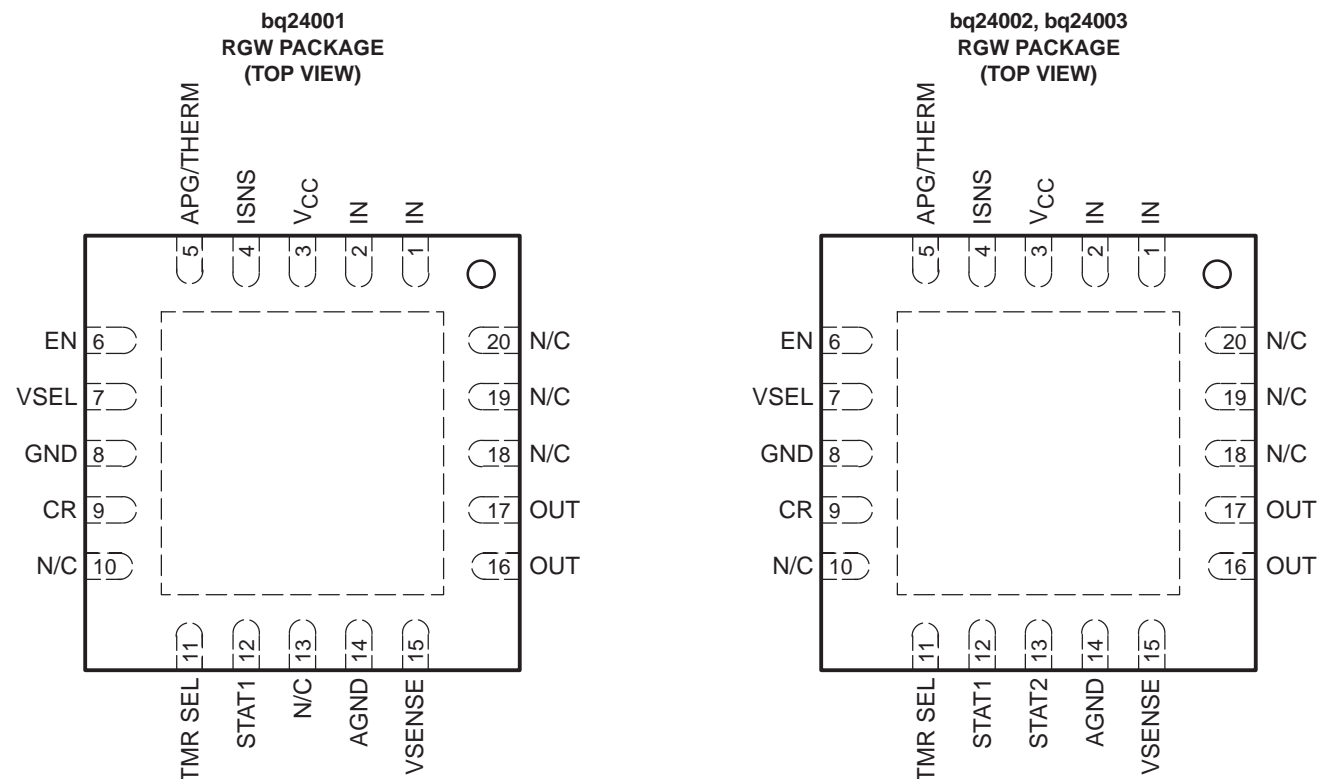 bq24001
RGW PACKAGE
(TOP VIEW)
APG/THERM
ISNS
VCC
IN
IN
5
4
3
2
1
EN 6
VSEL 7
GND 8
CR 9
N/C 10
20 N/C
19 N/C
18 N/C
17 OUT
16 OUT
11
12
13
14
15
TMR SEL
STAT1
N/C
AGND
VSENSE
bq24002, bq24003
RGW PACKAGE
(TOP VIEW)
APG/THERM
ISNS
VCC
IN
IN
5
4
3
2
1
EN 6
VSEL 7
GND 8
CR 9
N/C 10
20 N/C
19 N/C
18 N/C
17 OUT
16 OUT
11
12
13
14
15
TMR SEL
STAT1
STAT2
AGND
VSENSE